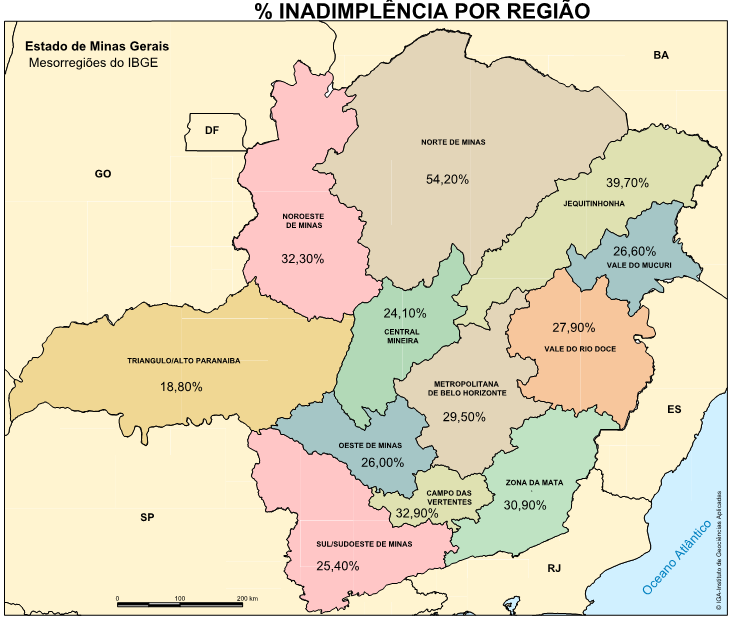 % INADIMPLÊNCIA POR REGIÃO
Estado de Minas Gerais
Mesorregiões do IBGE
BA
DF
GO
NORTE DE MINAS
54,20%
39,70%
JEQUITINHONHA
NOROESTE
DE MINAS
32,30%
26,60%
VALE DO MUCURI
24,10%
CENTRAL
MINEIRA
27,90%
VALE DO RIO DOCE
TRIANGULO/ALTO PARANAIBA
18,80%
METROPOLITANA
DE BELO HORIZONTE
29,50%
ES
OESTE DE MINAS
26,00%
ZONA DA MATA
30,90%
CAMPO DAS
VERTENTES
32,90%
SP
SUL/SUDOESTE DE MINAS
25,40%
RJ
Oceano Atlântico
0 100 200 km
© IGA-Instituto de Geociências Aplicadas